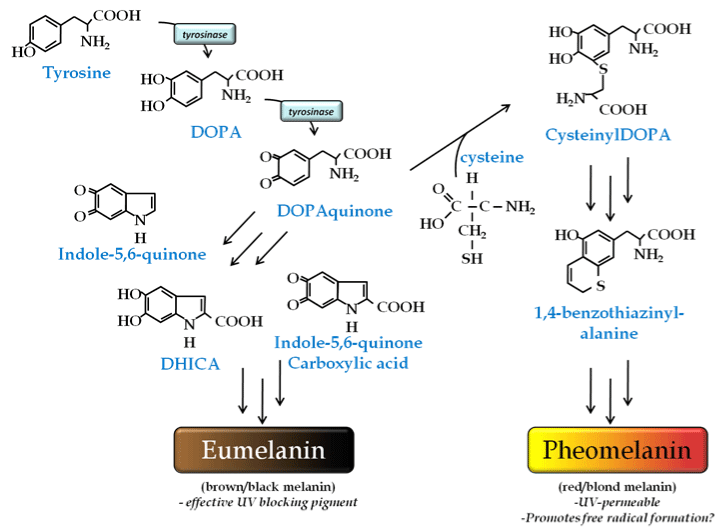 COOH
NH2
HO
Tyrosine
tyrosinase
HO
HO
COOH
NH2
DOPA
tyrosinase
O
O
COOH
NH2
DOPAquinone
cysteine
H
O
C - C - NH2
HO
CH2
SH
HO
HO
COOH
NH2
S
H2N
COOH
CysteinylDOPA
O
O
N
H
Indole-5,6-quinone
HO
HO
COOH
N
H
DHICA
O
O
COOH
N
H
Indole-5,6-quinone
Carboxylic acid
HO
COOH
NH2
S
1,4-benzothiazinyl-
alanine
Eumelanin
(brown/black melanin)
- effective UV blocking pigment
Pheomelanin
(red/blond melanin)
-UV-permeable
-Promotes free radical formation?